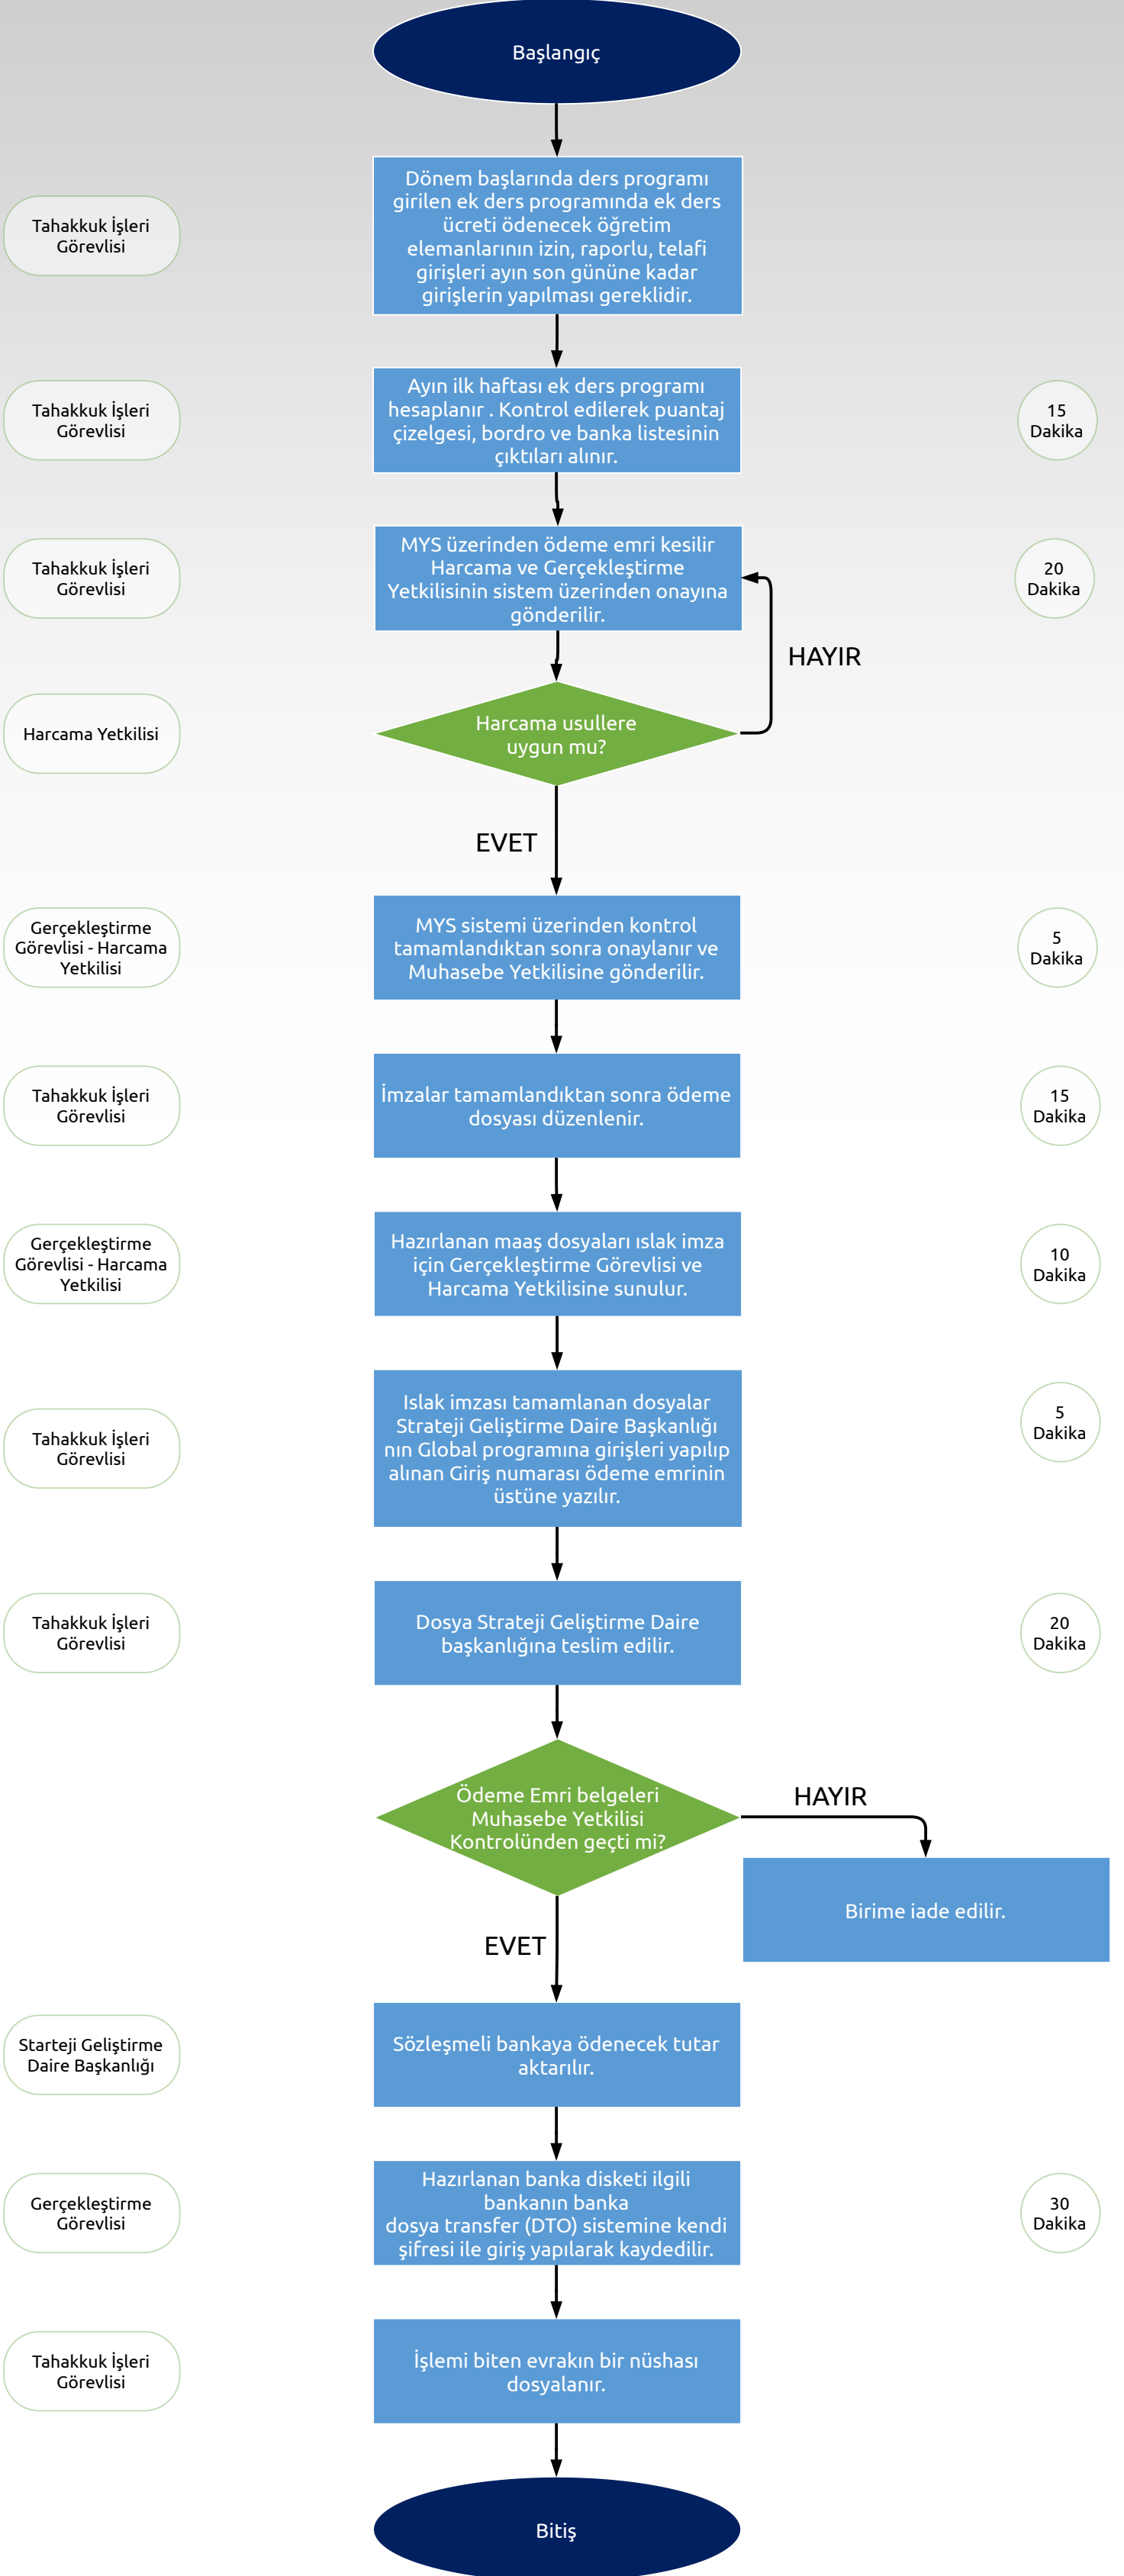 Başlangıç
Tahakkuk İşleri
Görevlisi
Dönem başlarında ders programı
girilen ek ders programında ek ders
ücreti ödenecek öğretim
elemanlarının izin, raporlu, telafi
girişleri ayın son gününe kadar
girişlerin yapılması gereklidir.
Tahakkuk İşleri
Görevlisi
Ayın ilk haftası ek ders programı
hesaplanır . Kontrol edilerek puantaj
çizelgesi, bordro ve banka listesinin
çıktıları alınır.
15
Dakika
Tahakkuk İşleri
Görevlisi
MYS üzerinden ödeme emri kesilir
Harcama ve Gerçekleştirme
Yetkilisinin sistem üzerinden onayına
gönderilir.
20
Dakika
HAYIR
Harcama Yetkilisi
Harcama usullere
uygun mu?
EVET
Gerçekleştirme
Görevlisi - Harcama
Yetkilisi
MYS sistemi üzerinden kontrol
tamamlandıktan sonra onaylanır ve
Muhasebe Yetkilisine gönderilir.
5
Dakika
Tahakkuk İşleri
Görevlisi
İmzalar tamamlandıktan sonra ödeme
dosyası düzenlenir.
15
Dakika
Gerçekleştirme
Görevlisi - Harcama
Yetkilisi
Hazırlanan maaş dosyaları ıslak imza
için Gerçekleştirme Görevlisi ve
Harcama Yetkilisine sunulur.
10
Dakika
Tahakkuk İşleri
Görevlisi
Islak imzası tamamlanan dosyalar
Strateji Geliştirme Daire Başkanlığı
nın Global programına girişleri yapılıp
alınan Giriş numarası ödeme emrinin
üstüne yazılır.
5
Dakika
Tahakkuk İşleri
Görevlisi
Dosya Strateji Geliştirme Daire
başkanlığına teslim edilir.
20
Dakika
Ödeme Emri belgeleri
Muhasebe Yetkilisi
Kontrolünden geçti mi?
HAYIR
Birime iade edilir.
EVET
Starteji Geliştirme
Daire Başkanlığı
Sözleşmeli bankaya ödenecek tutar
aktarılır.
Gerçekleştirme
Görevlisi
Hazırlanan banka disketi ilgili
bankanın banka
dosya transfer (DTO) sistemine kendi
şifresi ile giriş yapılarak kaydedilir.
30
Dakika
Tahakkuk İşleri
Görevlisi
İşlemi biten evrakın bir nüshası
dosyalanır.
Bitiş